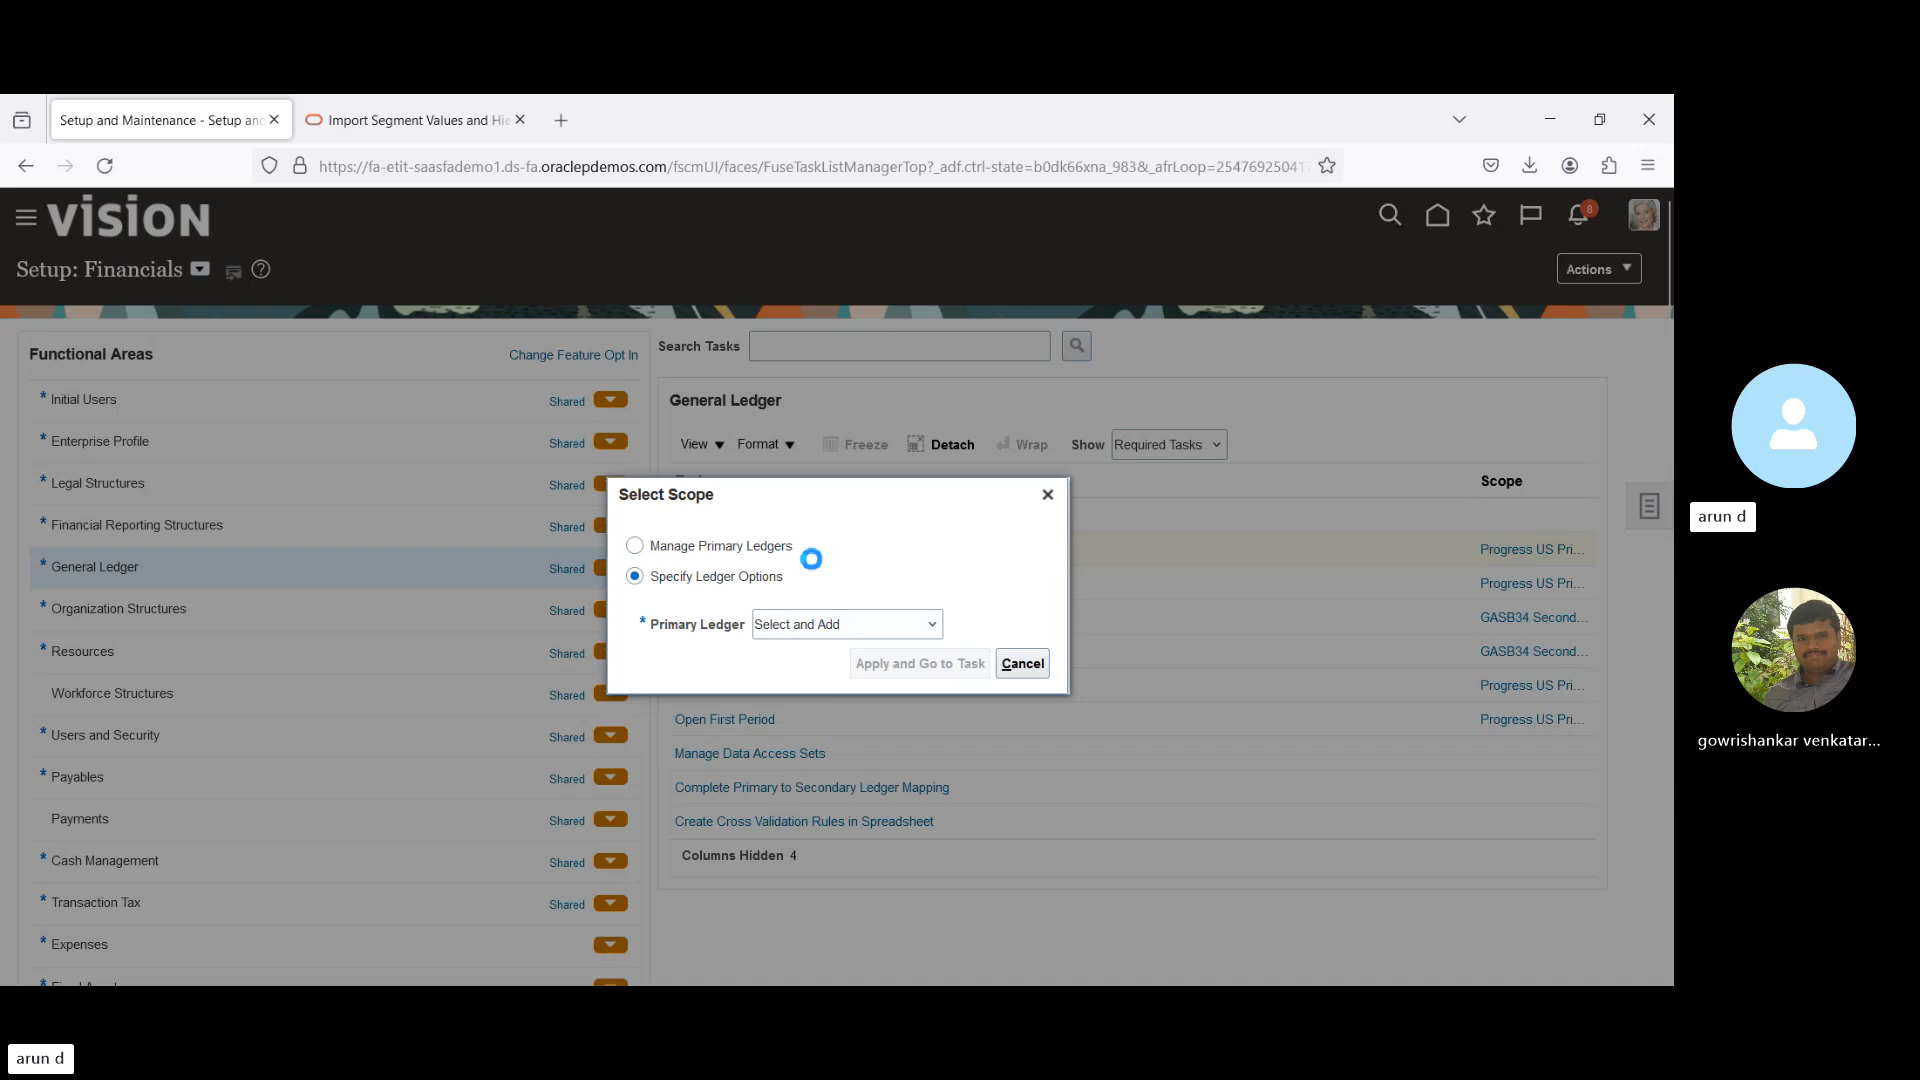 Setup and Maintenance - Setup and
Import Segment Values and Hie
https://fa-etit-saasfademo1.ds-fa.oraclepdemos.com/fscmUI/faces/FuseTaskListManagerTop?_adf.ctrl-state=b0dk66xna_983&_afrLoop=2547692504
VISION
8
Setup: Financials
Actions
Functional Areas
Change Feature Opt In
* Initial Users Shared
* Enterprise Profile Shared
* Legal Structures Shared
* Financial Reporting Structures Shared
* General Ledger Shared
* Organization Structures Shared
* Resources Shared
Workforce Structures Shared
* Users and Security Shared
* Payables Shared
Payments Shared
* Cash Management Shared
* Transaction Tax Shared
* Expenses
Search Tasks
General Ledger
View Format Freeze Detach Wrap Show Required Tasks
Scope
Progress US Pri...
Progress US Pri...
GASB34 Second...
GASB34 Second...
Progress US Pri...
Open First Period Progress US Pri...
Manage Data Access Sets
Complete Primary to Secondary Ledger Mapping
Create Cross Validation Rules in Spreadsheet
Columns Hidden 4
Select Scope
Manage Primary Ledgers
Specify Ledger Options
* Primary Ledger Select and Add
Apply and Go to Task Cancel
arun d
gowrishankar venkatar...
arun d